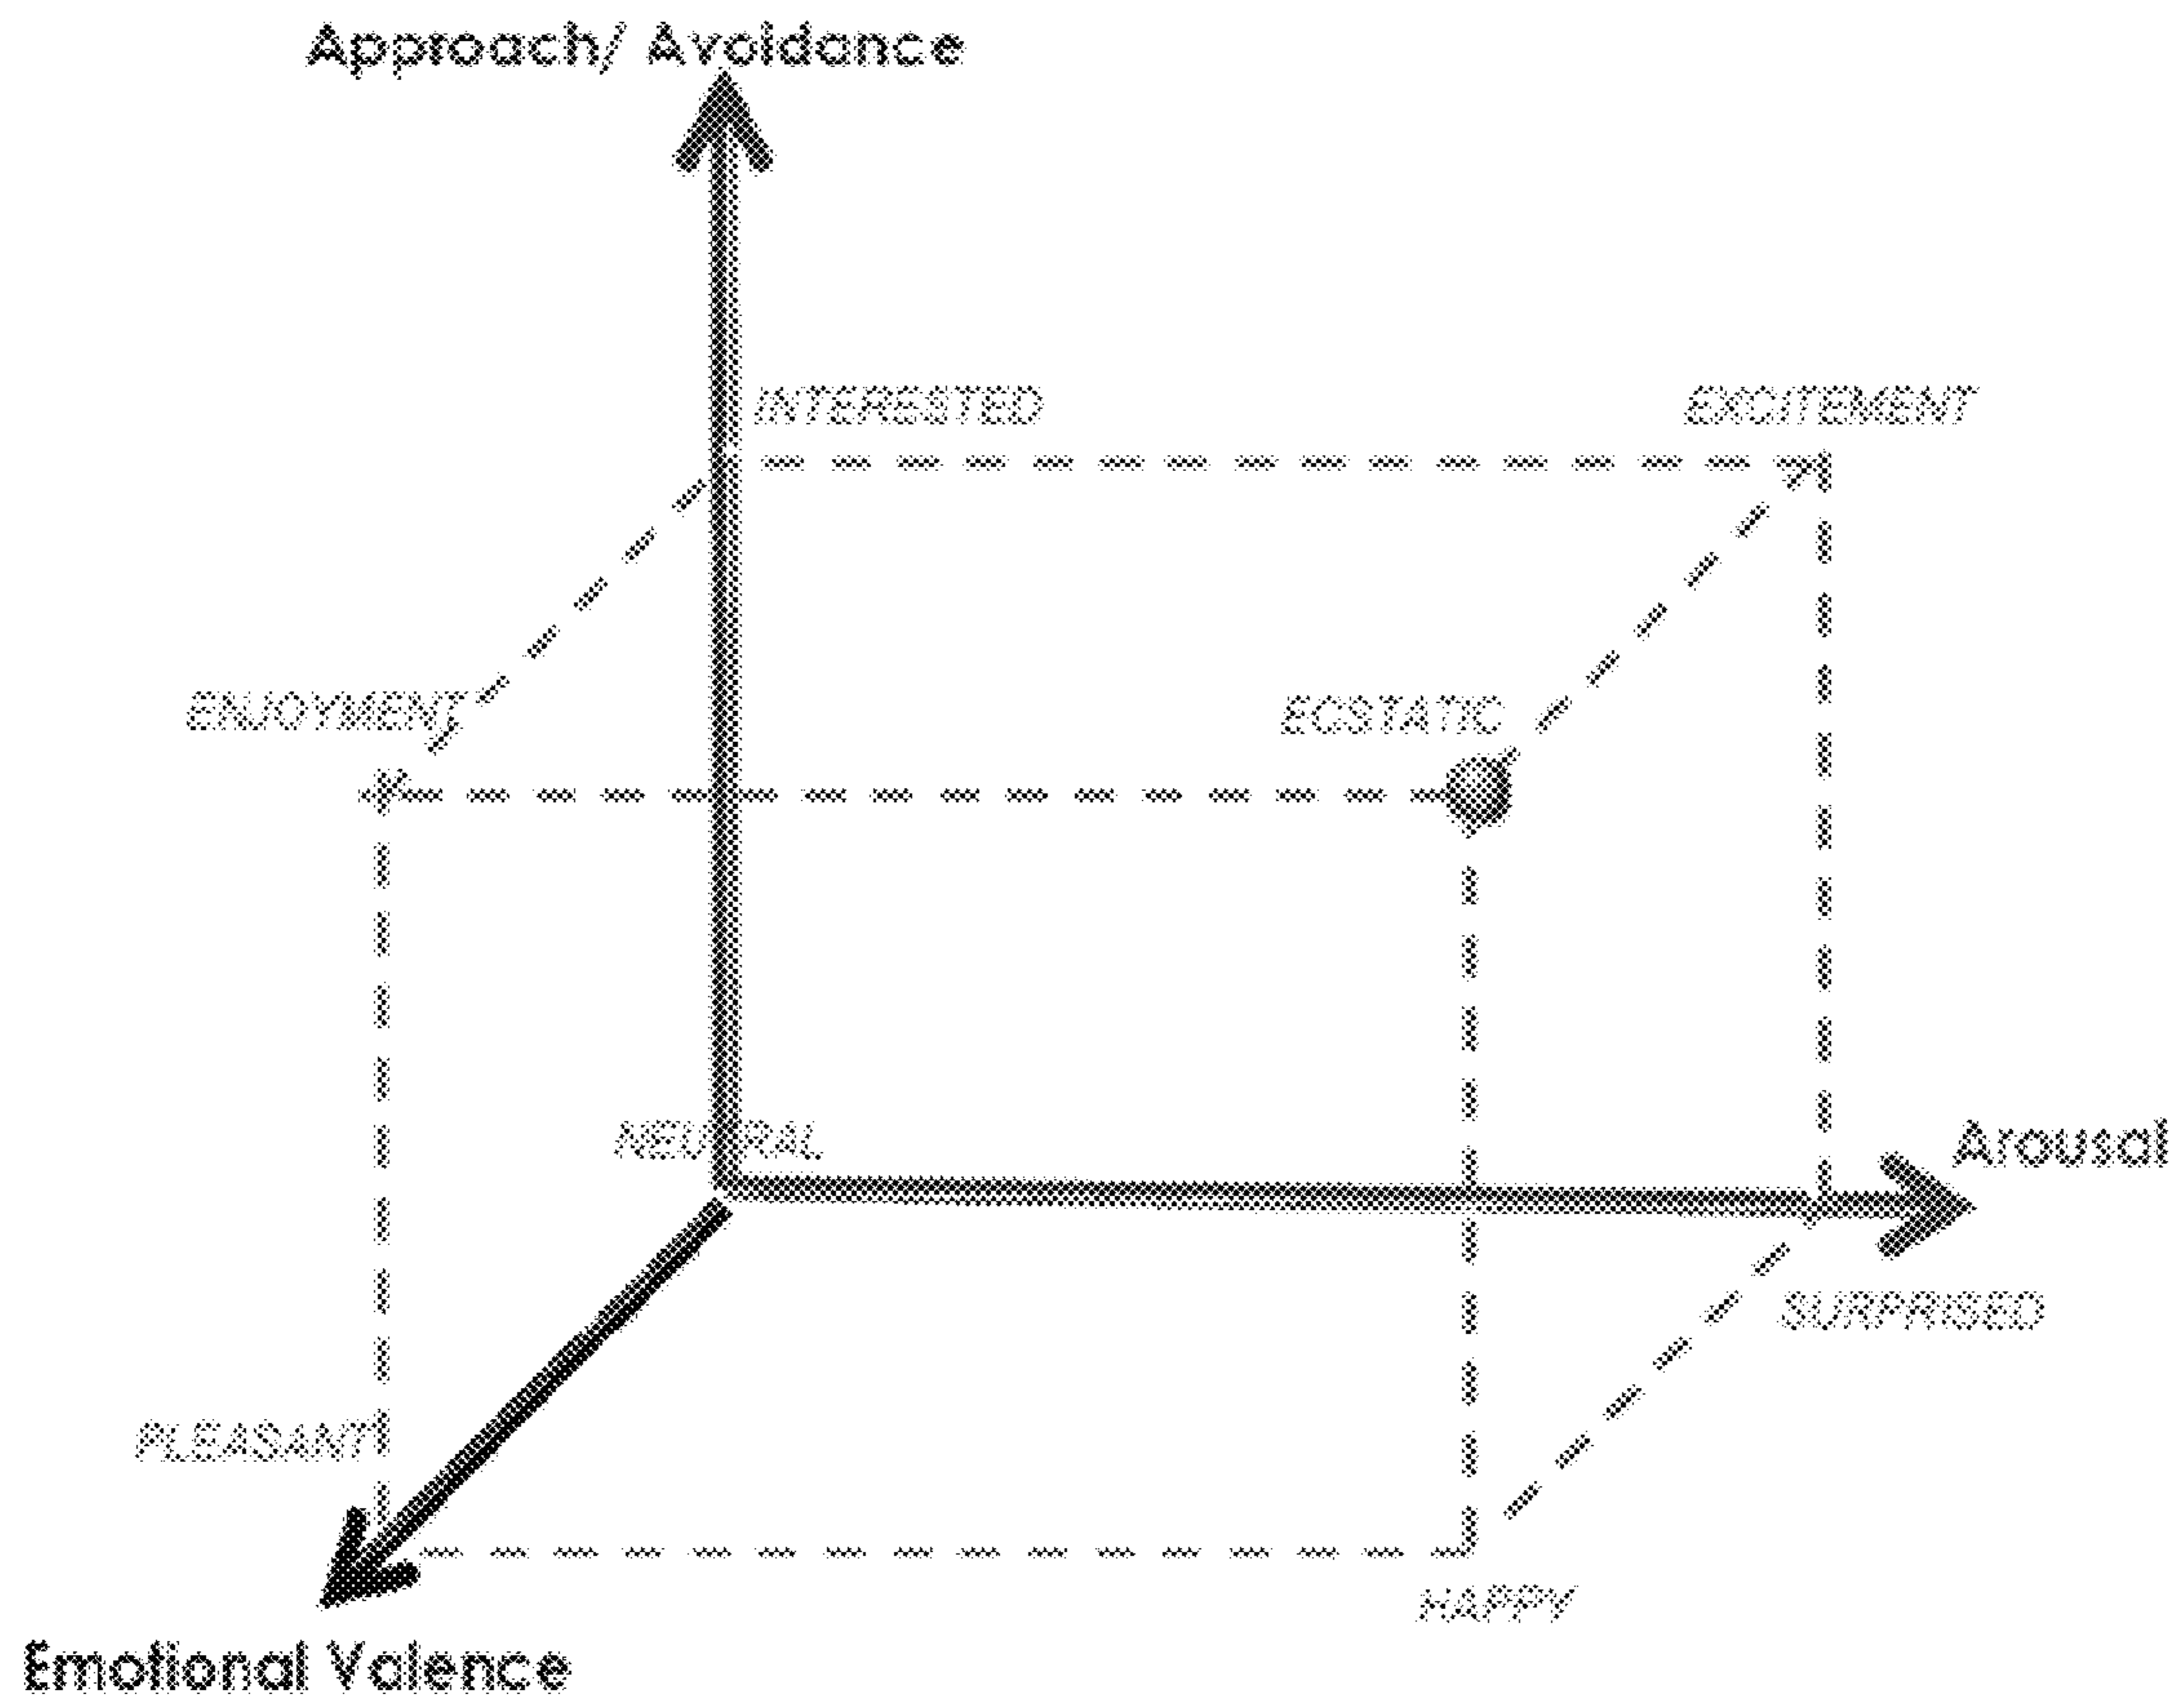 Approach/ Avoidance
INTERESTED
EXCITEMENT
ENJOYMENT
ECSTATIC
NEUTRAL
Arousal
SURPRISED
PLEASANT
HAPPY
Emotional Valence